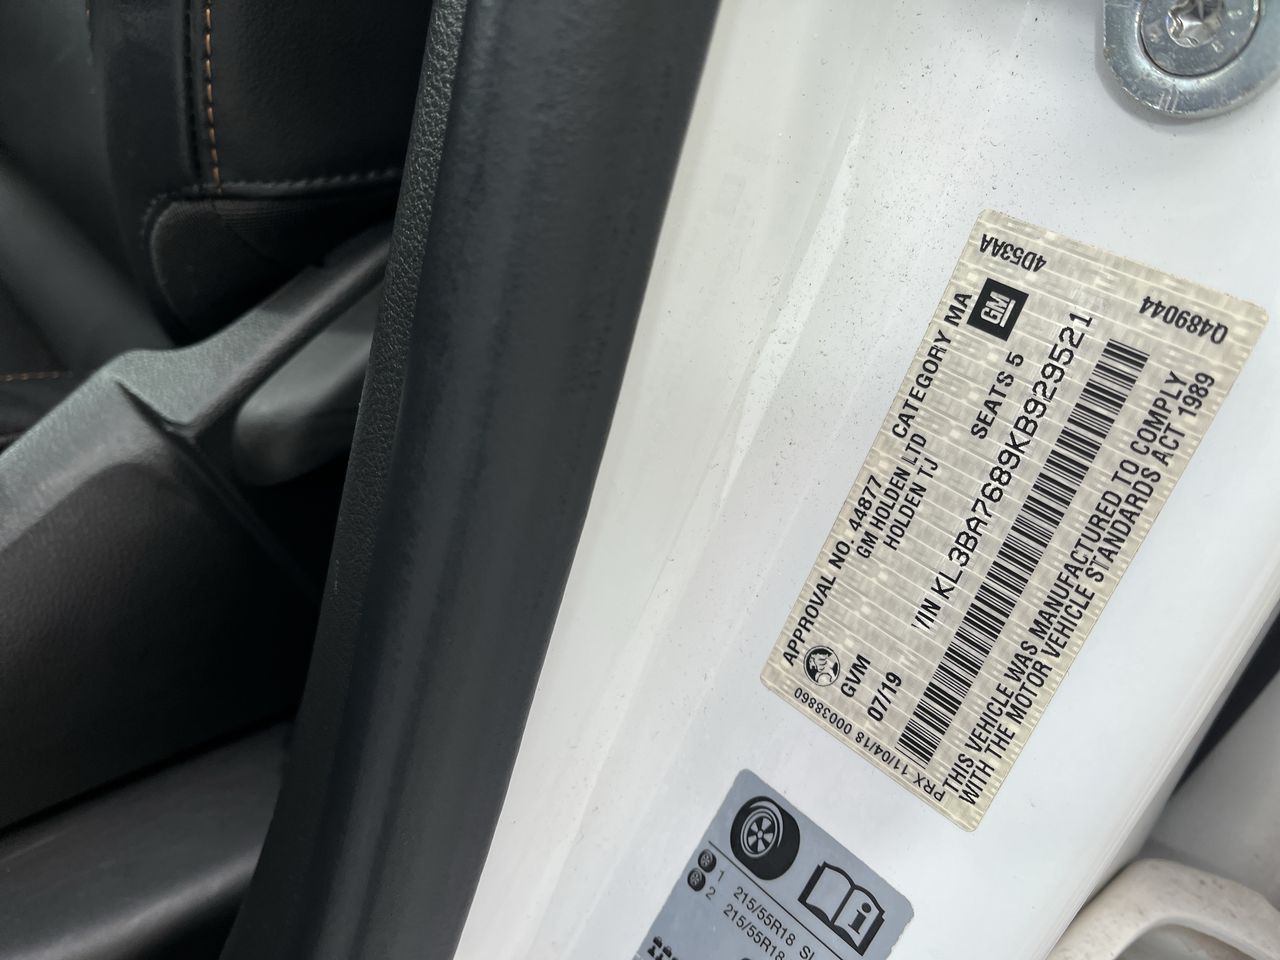 4D53AA
Q489044
APPROVAL NO. 44877 CATEGORY MA
GM HOLDEN LTD
GM
HOLDEN TJ
GVM
SEATS 5
07/19
VIN KL3BA7689KB929521
THIS VEHICLE WAS MANUFACTURED TO COMPLY
WITH THE MOTOR VEHICLE STANDARDS ACT 1989
PRX 11/04/18 00038860
1 215/55R18 SL
2 215/55R18
i